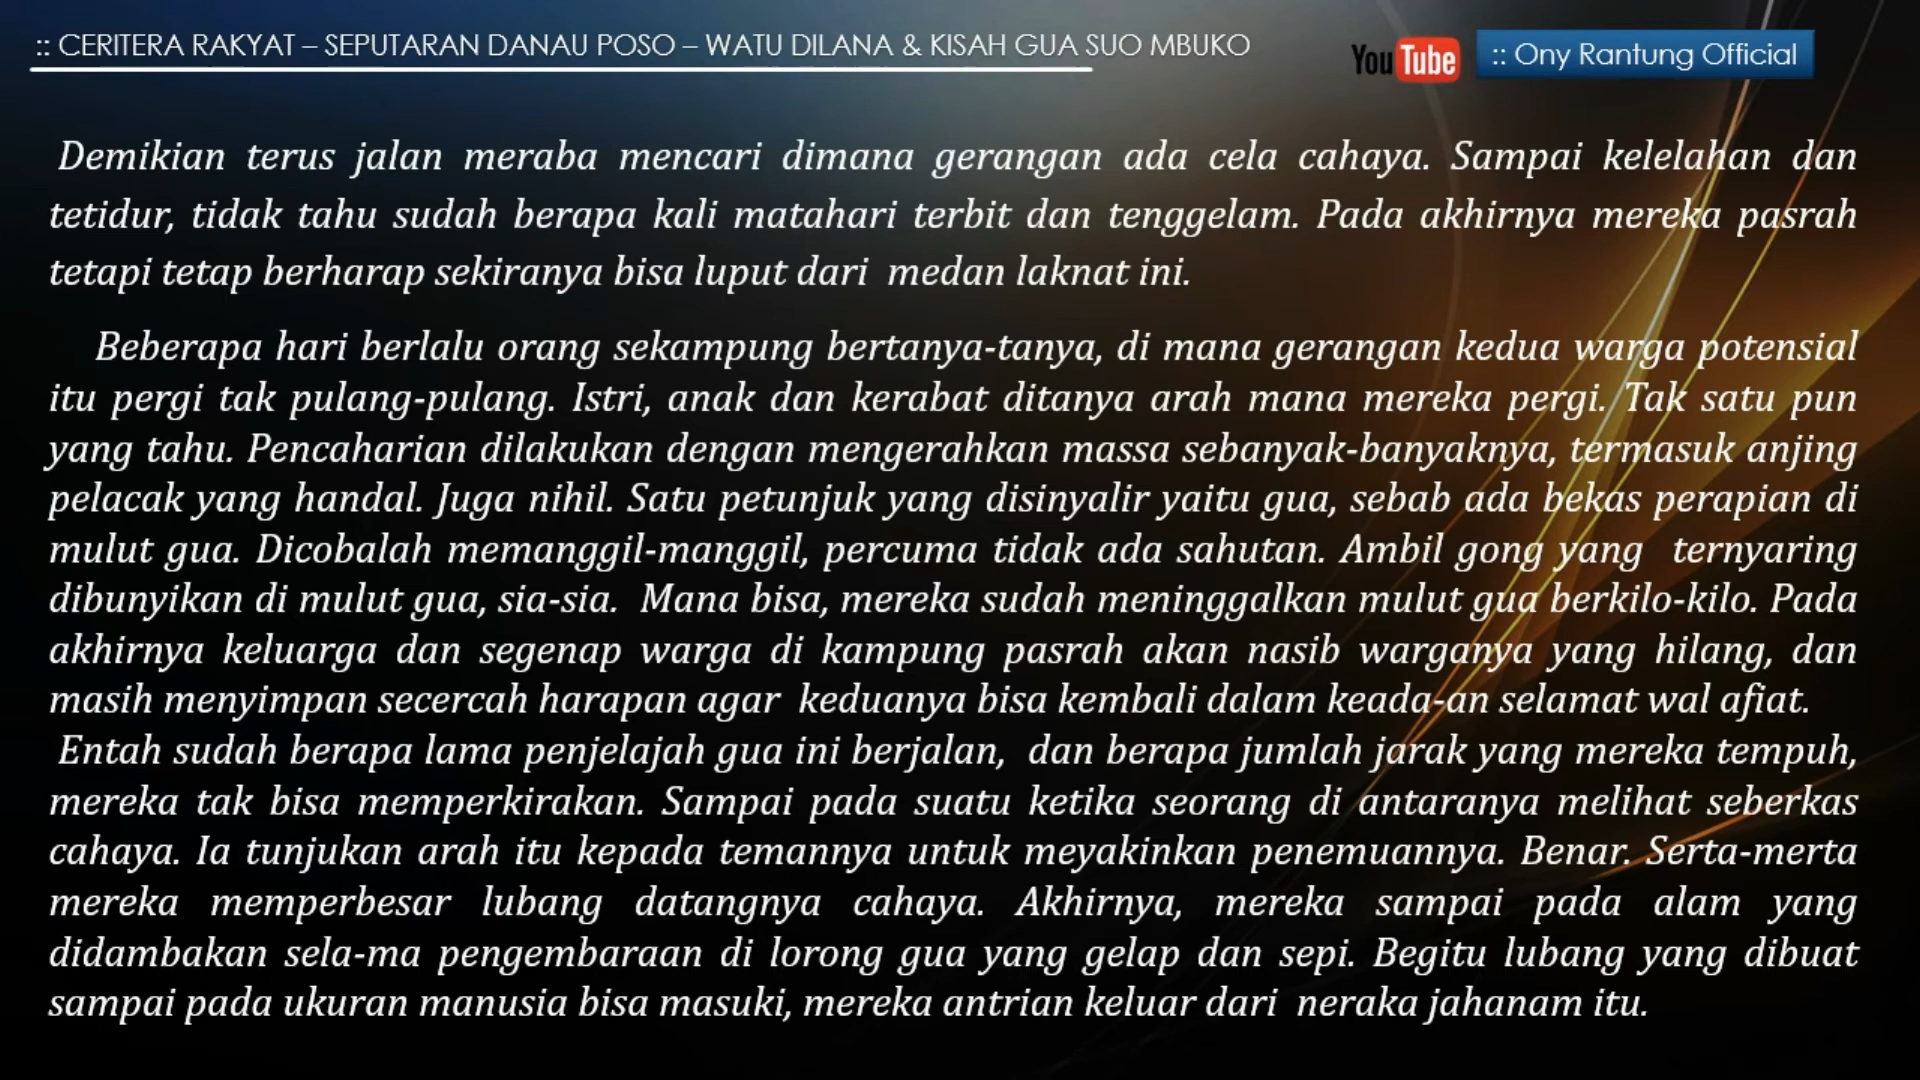 :: CERITERA RAKYAT – SEPUTARAN DANAU POSO – WATU DILANA & KISAH GUA SUO MBUKO
YouTube
:: Ony Rantung Official
Demikian terus jalan meraba mencari dimana gerangan ada cela cahaya. Sampai kelelahan dan
tetidur, tidak tahu sudah berapa kali matahari terbit dan tenggelam. Pada akhirnya mereka pasrah
tetapi tetap berharap sekiranya bisa luput dari medan laknat ini.
Beberapa hari berlalu orang sekampung bertanya-tanya, di mana gerangan kedua warga potensial
itu pergi tak pulang-pulang. Istri, anak dan kerabat ditanya arah mana mereka pergi. Tak satu pun
yang tahu. Pencaharian dilakukan dengan mengerahkan massa sebanyak-banyaknya, termasuk anjing
pelacak yang handal. Juga nihil. Satu petunjuk yang disinyalir yaitu gua, sebab ada bekas perapian di
mulut gua. Dicobalah memanggil-manggil, percuma tidak ada sahutan. Ambil gong yang ternyaring
dibunyikan di mulut gua, sia-sia. Mana bisa, mereka sudah meninggalkan mulut gua berkilo-kilo. Pada
akhirnya keluarga dan segenap warga di kampung pasrah akan nasib warganya yang hilang, dan
masih menyimpan secercah harapan agar keduanya bisa kembali dalam keada-an selamat wal afiat.
Entah sudah berapa lama penjelajah gua ini berjalan, dan berapa jumlah jarak yang mereka tempuh,
mereka tak bisa memperkirakan. Sampai pada suatu ketika seorang di antaranya melihat seberkas
cahaya. Ia tunjukan arah itu kepada temannya untuk meyakinkan penemuannya. Benar. Serta-merta
mereka memperbesar lubang datangnya cahaya. Akhirnya, mereka sampai pada alam yang
didambakan sela-ma pengembaraan di lorong gua yang gelap dan sepi. Begitu lubang yang dibuat
sampai pada ukuran manusia bisa masuki, mereka antrian keluar dari neraka jahanam itu.